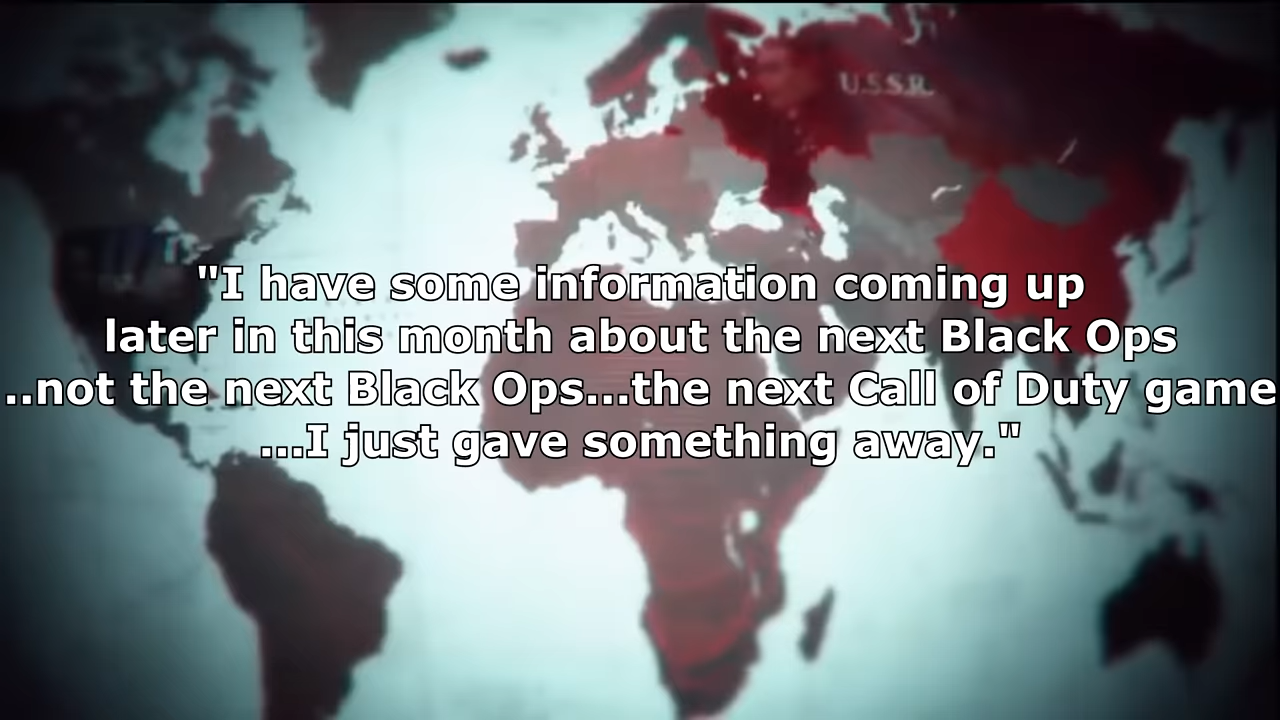 U.S.S.R.
"I have some information coming up
later in this month about the next Black Ops
..not the next Black Ops...the next Call of Duty game
...I just gave something away."